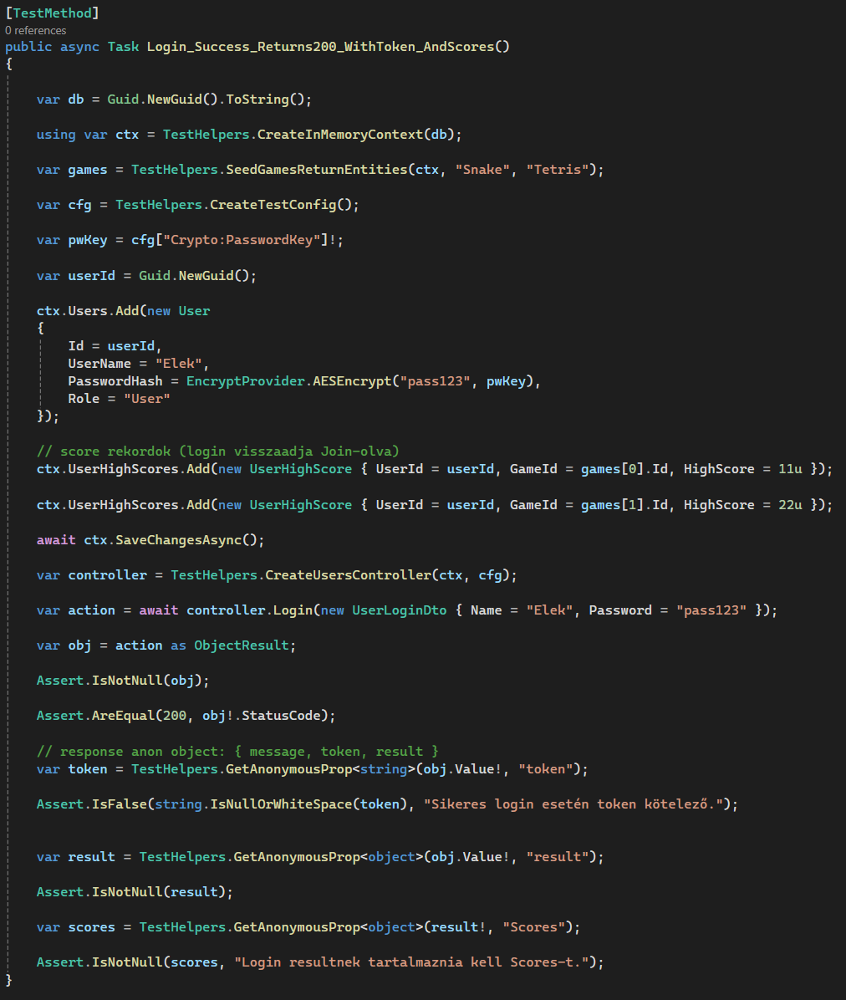 [TestMethod]
0 references
public async Task Login_Success_Returns200_WithToken_AndScores()
{
var db = Guid.NewGuid().ToString();
using var ctx = TestHelpers.CreateInMemoryContext(db);
var games = TestHelpers.SeedGamesReturnEntities(ctx, "Snake", "Tetris");
var cfg = TestHelpers.CreateTestConfig();
var pwKey = cfg["Crypto:PasswordKey"]!;
var userId = Guid.NewGuid();
ctx.Users.Add(new User
{
Id = userId,
UserName = "Elek",
PasswordHash = EncryptProvider.AESEncrypt("pass123", pwKey),
Role = "User"
});
// score rekordok (login visszaadja Join-olva)
ctx.UserHighScores.Add(new UserHighScore { UserId = userId, GameId = games[0].Id, HighScore = 11u });
ctx.UserHighScores.Add(new UserHighScore { UserId = userId, GameId = games[1].Id, HighScore = 22u });
await ctx.SaveChangesAsync();
var controller = TestHelpers.CreateUsersController(ctx, cfg);
var action = await controller.Login(new UserLoginDto { Name = "Elek", Password = "pass123" });
var obj = action as ObjectResult;
Assert.IsNotNull(obj);
Assert.AreEqual(200, obj!.StatusCode);
// response anon object: { message, token, result }
var token = TestHelpers.GetAnonymousProp<string>(obj.Value!, "token");
Assert.IsFalse(string.IsNullOrWhiteSpace(token), "Sikeres login esetén token kötelező.");
var result = TestHelpers.GetAnonymousProp<object>(obj.Value!, "result");
Assert.IsNotNull(result);
var scores = TestHelpers.GetAnonymousProp<object>(result!, "Scores");
Assert.IsNotNull(scores, "Login resultnek tartalmaznia kell Scores-t.");
}